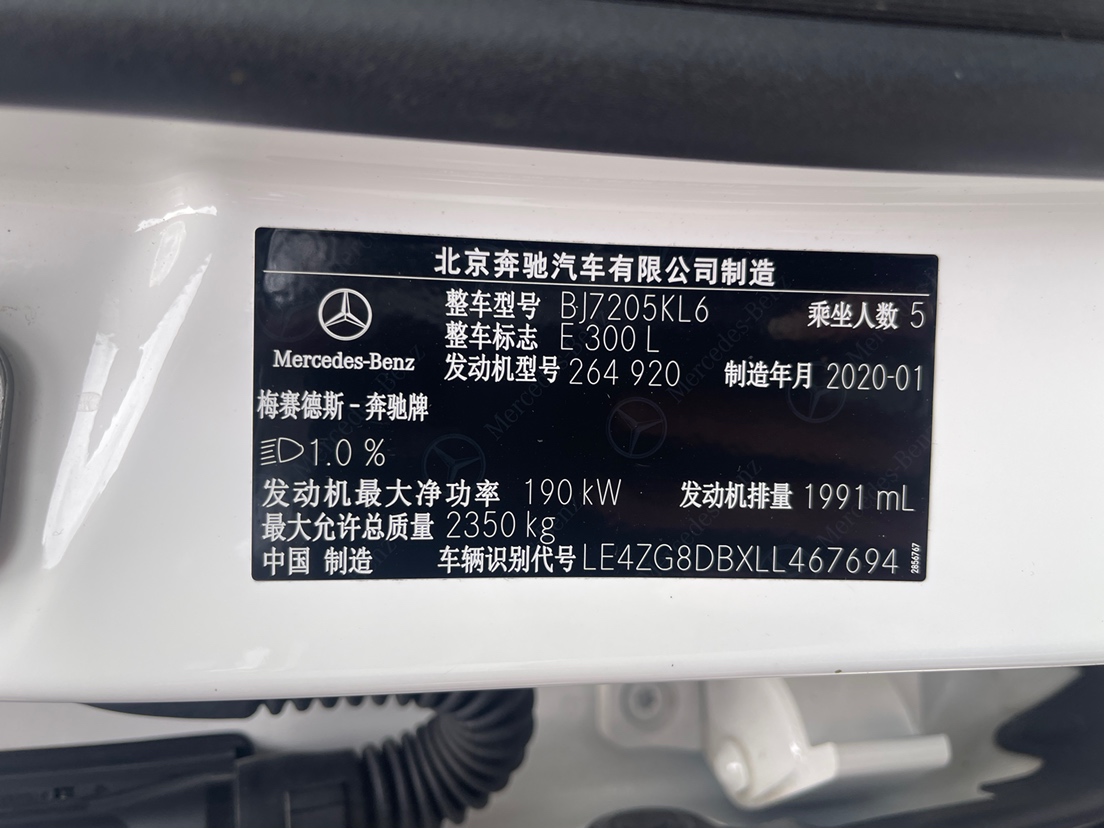 北京奔驰汽车有限公司制造
整车型号 BJ7205KL6 乘坐人数 5
整车标志 E 300 L
Mercedes-Benz 发动机型号 264 920 制造年月 2020-01
梅赛德斯-奔驰牌
1.0 %
发动机最大净功率 190 kW 发动机排量 1991 mL
最大允许总质量 2350 kg
中国 制造 车辆识别代号 LE4ZG8DBXLL467694
2856767